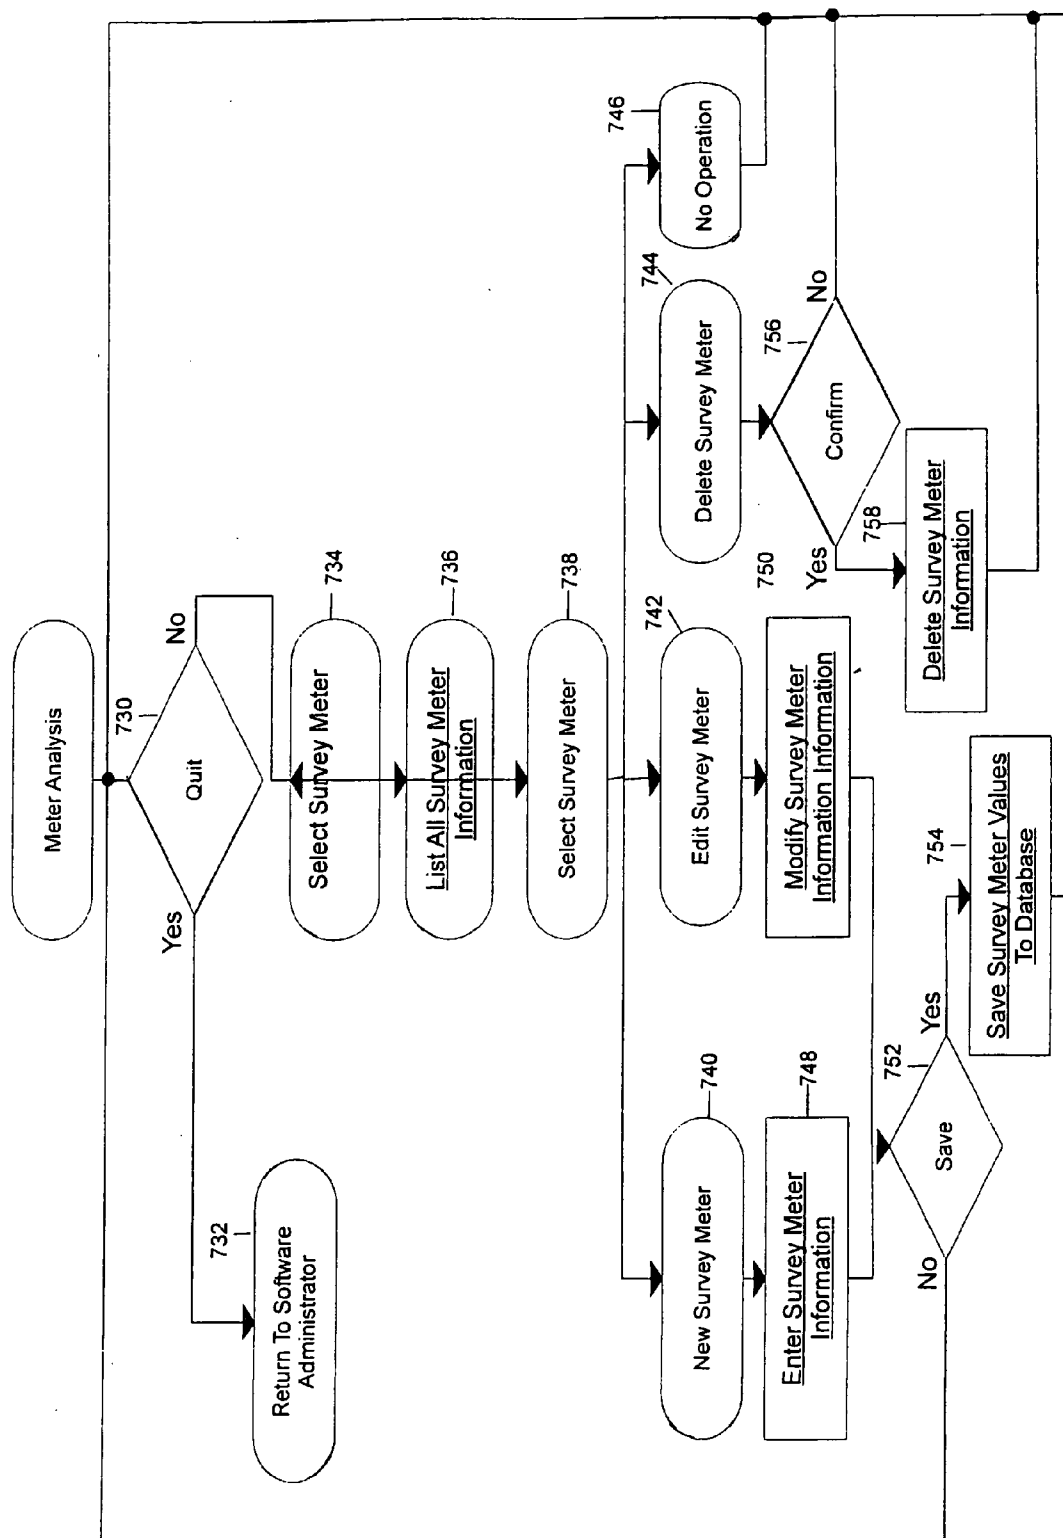 Meter Analysis
730
Quit
Yes
No
732
Return To Software
Administrator
734
Select Survey Meter
736
List All Survey Meter
Information
738
Select Survey Meter
740
New Survey Meter
742
Edit Survey Meter
744
Delete Survey Meter
746
No Operation
748
Enter Survey Meter
Information
750
Modify Survey Meter
Information Information
756
Confirm
Yes
No
752
Save
No
Yes
754
Save Survey Meter Values
To Database
758
Delete Survey Meter
Information